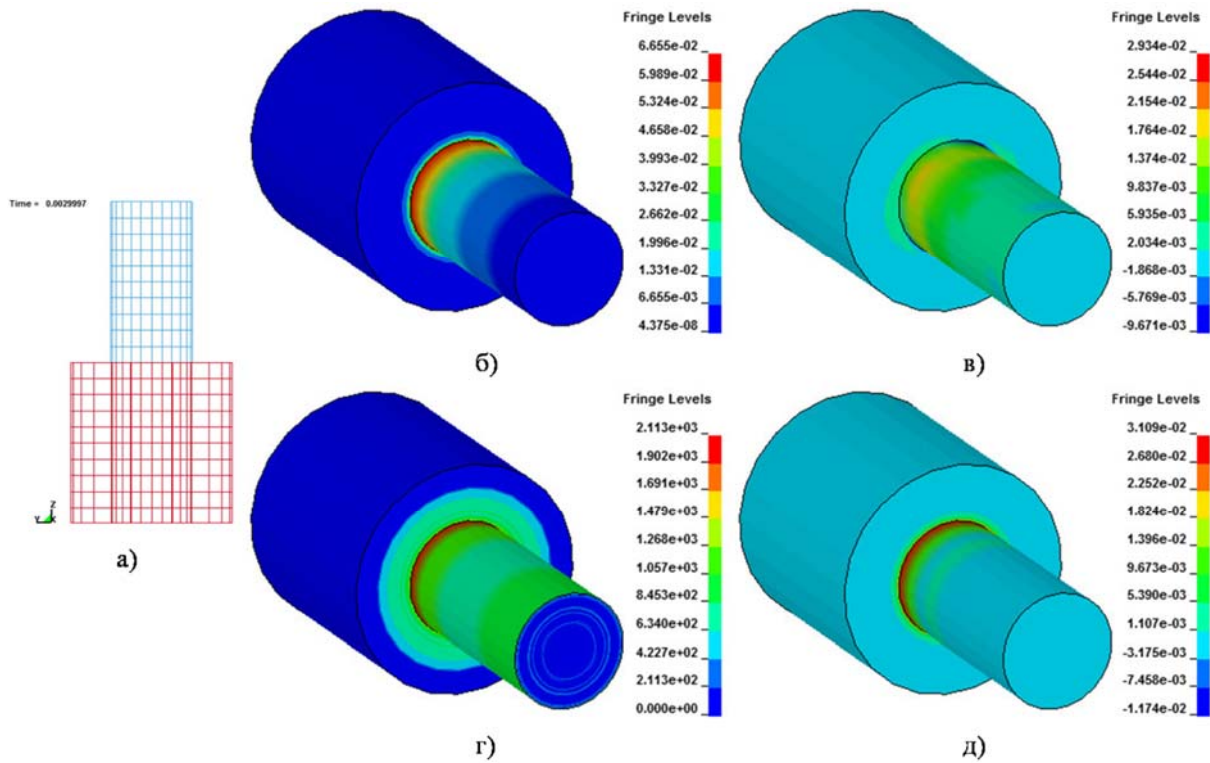 Time = 0.0029997
Z
Y X
а)
Fringe Levels
6.655e-02
5.989e-02
5.324e-02
4.658e-02
3.993e-02
3.327e-02
2.662e-02
1.996e-02
1.331e-02
6.655e-03
4.375e-08
б)
Fringe Levels
2.934e-02
2.544e-02
2.154e-02
1.764e-02
1.374e-02
9.837e-03
5.935e-03
2.034e-03
-1.868e-03
-5.769e-03
-9.671e-03
в)
Fringe Levels
2.113e+03
1.902e+03
1.691e+03
1.479e+03
1.268e+03
1.057e+03
8.453e+02
6.340e+02
4.227e+02
2.113e+02
0.000e+00
г)
Fringe Levels
3.109e-02
2.680e-02
2.252e-02
1.824e-02
1.396e-02
9.673e-03
5.390e-03
1.107e-03
-3.175e-03
-7.458e-03
-1.174e-02
д)